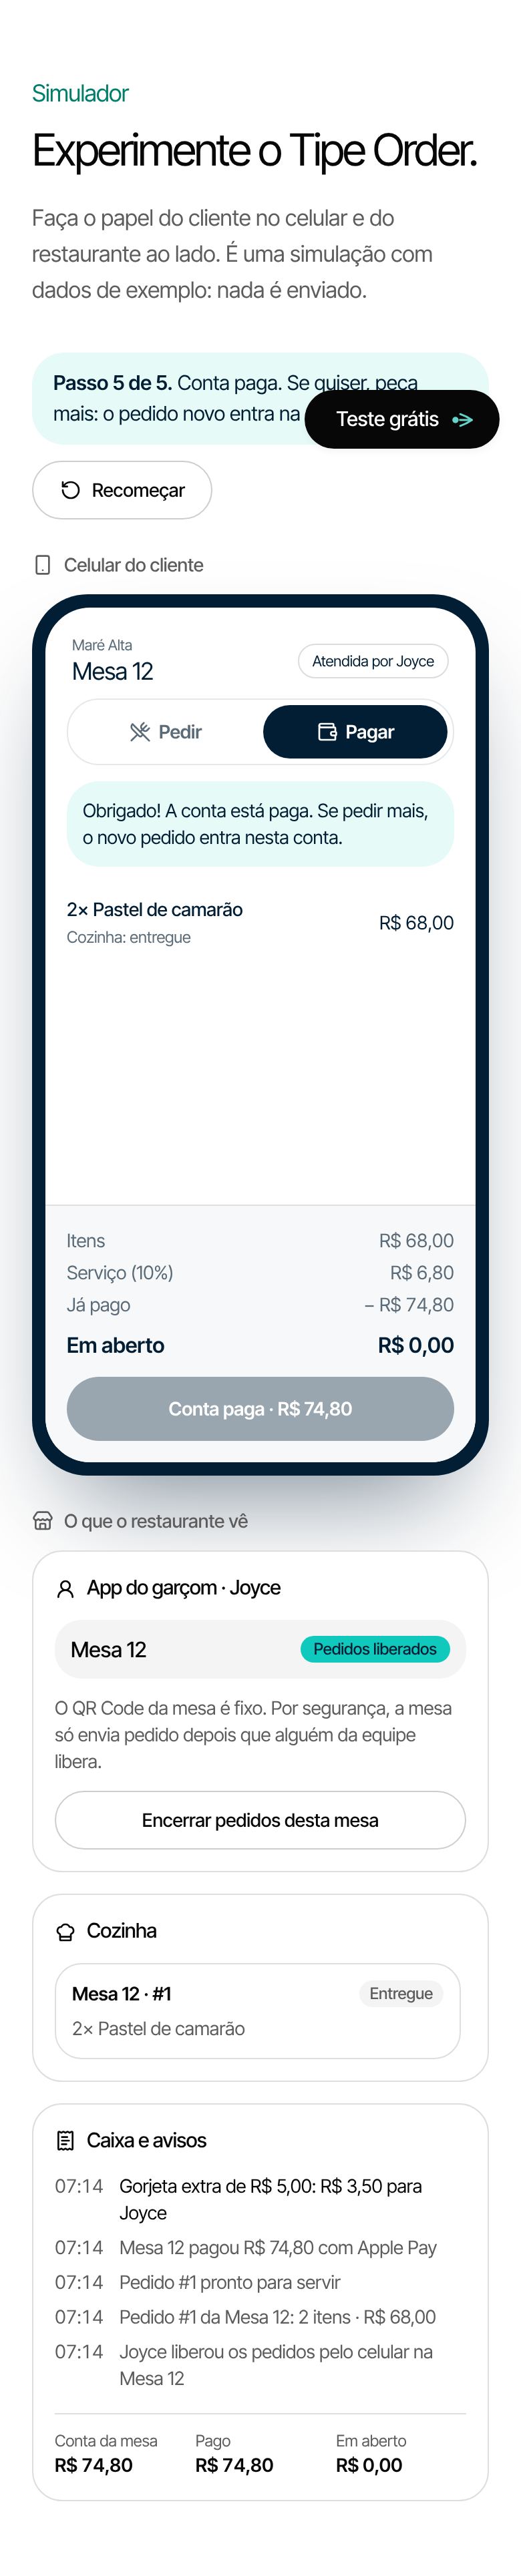 Simulador
Experimente o Tipe Order.
Faça o papel do cliente no celular e do
restaurante ao lado. É uma simulação com
dados de exemplo: nada é enviado.
Passo 5 de 5. Conta paga. Se quiser, peça
mais: o pedido novo entra na
Teste grátis
Recomeçar
Celular do cliente
Maré Alta
Mesa 12
Atendida por Joyce
Pedir
Pagar
Obrigado! A conta está paga. Se pedir mais,
o novo pedido entra nesta conta.
2× Pastel de camarão
R$ 68,00
Cozinha: entregue
Itens R$ 68,00
Serviço (10%) R$ 6,80
Já pago − R$ 74,80
Em aberto R$ 0,00
Conta paga · R$ 74,80
O que o restaurante vê
App do garçom · Joyce
Mesa 12 Pedidos liberados
O QR Code da mesa é fixo. Por segurança, a mesa
só envia pedido depois que alguém da equipe
libera.
Encerrar pedidos desta mesa
Cozinha
Mesa 12 · #1 Entregue
2× Pastel de camarão
Caixa e avisos
07:14 Gorjeta extra de R$ 5,00: R$ 3,50 para
Joyce
07:14 Mesa 12 pagou R$ 74,80 com Apple Pay
07:14 Pedido #1 pronto para servir
07:14 Pedido #1 da Mesa 12: 2 itens · R$ 68,00
07:14 Joyce liberou os pedidos pelo celular na
Mesa 12
Conta da mesa Pago Em aberto
R$ 74,80 R$ 74,80 R$ 0,00